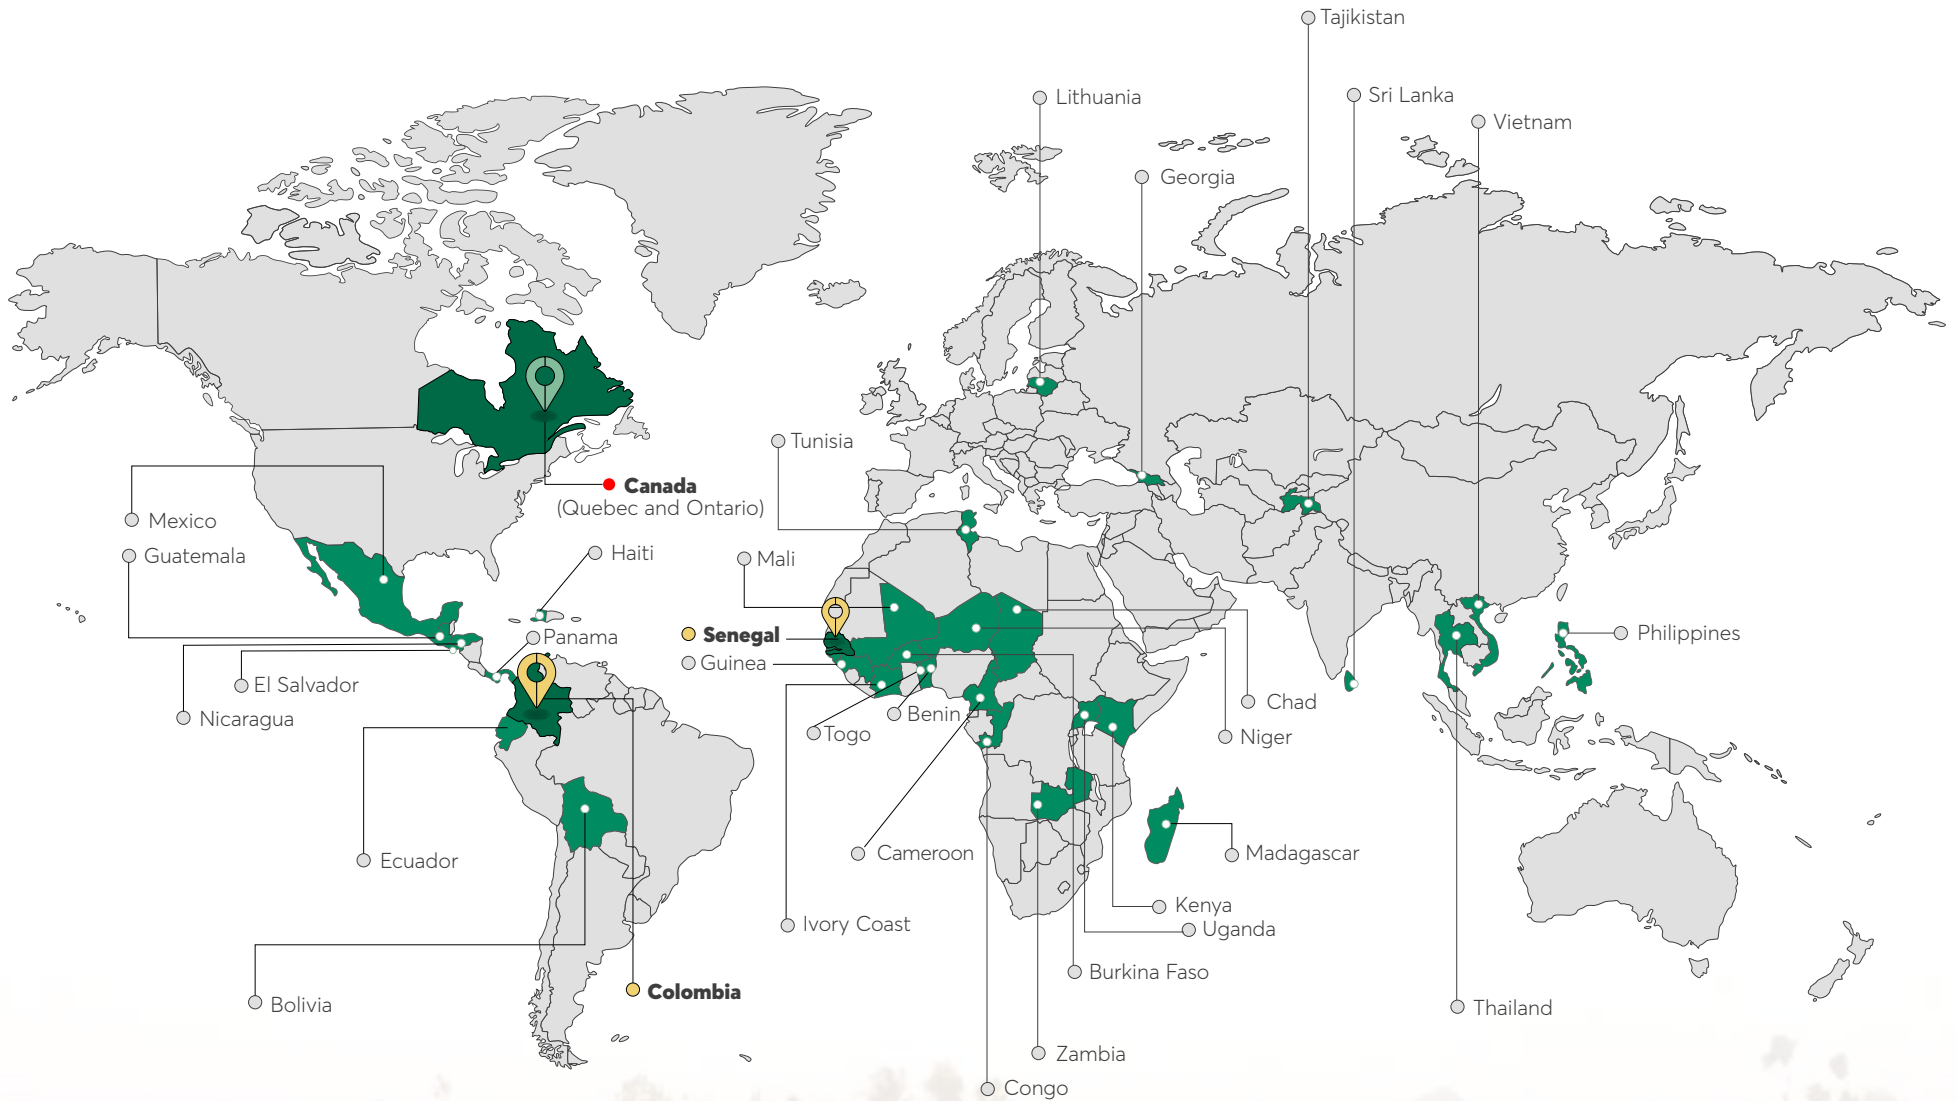 Tajikistan
Lithuania
Sri Lanka
Vietnam
Georgia
Tunisia
Canada
(Quebec and Ontario)
Mexico
Guatemala
Haiti
Mali
Panama
Senegal
Guinea
Philippines
El Salvador
Nicaragua
Chad
Benin
Togo
Niger
Ecuador
Cameroon
Madagascar
Kenya
Ivory Coast
Uganda
Burkina Faso
Colombia
Bolivia
Thailand
Zambia
Congo